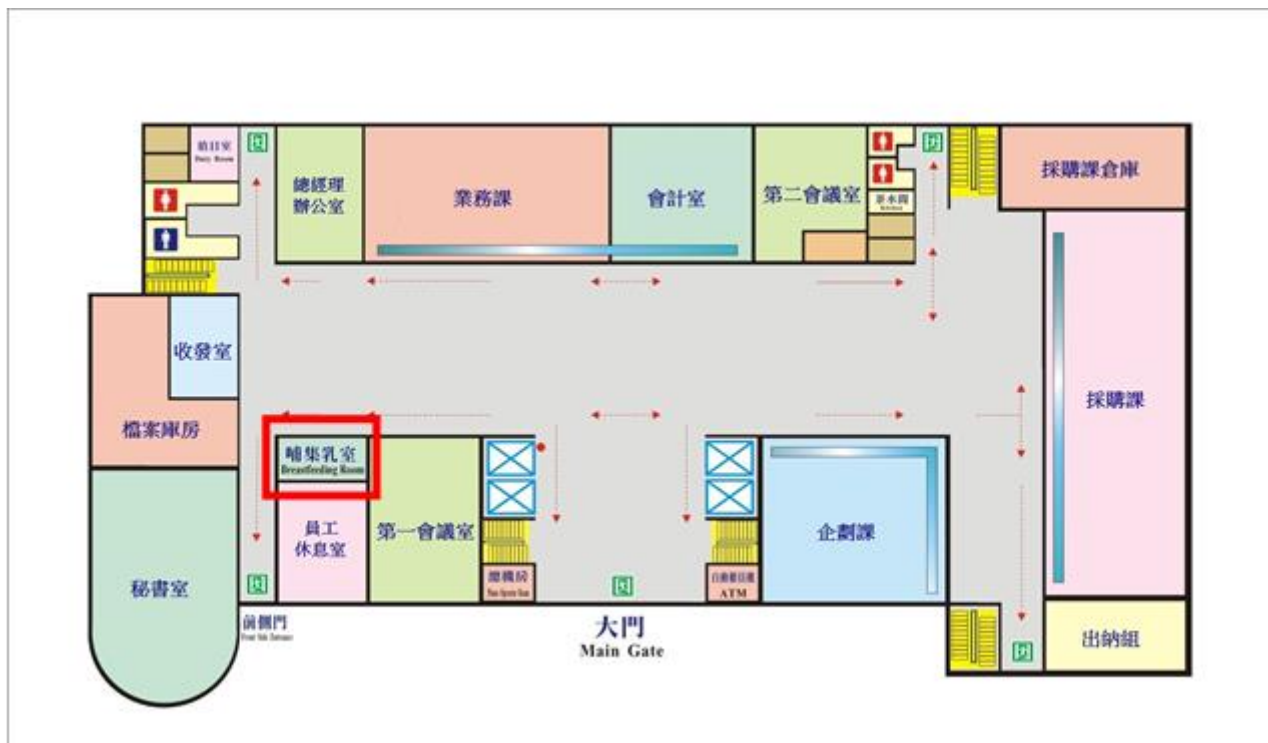 值日室
Duty Room
總經理
辦公室
業務課
會計室
第二會議室
茶水間
採購課倉庫
收發室
檔案庫房
採購課
哺集乳室
Breastfeeding Room
員工
休息室
第一會議室
總機房
企劃課
ATM
秘書室
前側門
大門
Main Gate
出納組